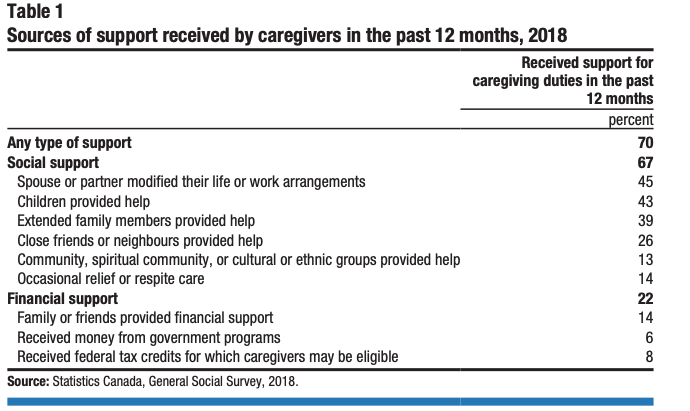 Table 1
Sources of support received by caregivers in the past 12 months, 2018
Received support for
caregiving duties in the past
12 months
percent
Any type of support 70
Social support 67
Spouse or partner modified their life or work arrangements 45
Children provided help 43
Extended family members provided help 39
Close friends or neighbours provided help 26
Community, spiritual community, or cultural or ethnic groups provided help 13
Occasional relief or respite care 14
Financial support 22
Family or friends provided financial support 14
Received money from government programs 6
Received federal tax credits for which caregivers may be eligible 8
Source: Statistics Canada, General Social Survey, 2018.